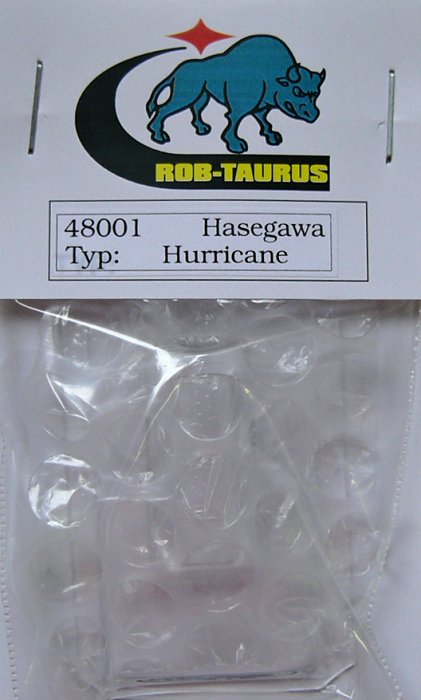 ROB-TAURUS
48001 Hasegawa
Typ: Hurricane